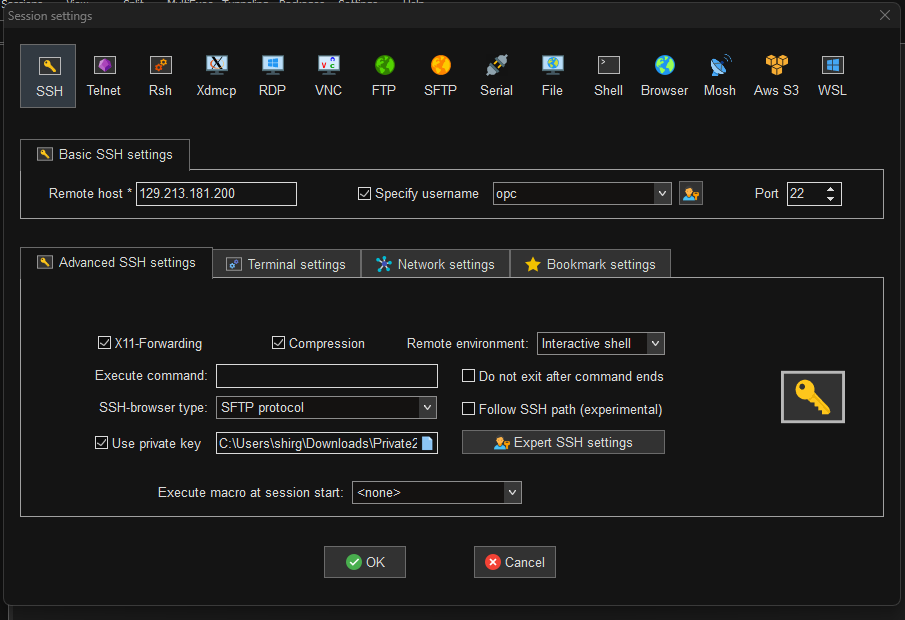 Session settings
SSH Telnet Rsh Xdmcp RDP VNC FTP SFTP Serial File Shell Browser Mosh Aws S3 WSL
Basic SSH settings
Remote host * 129.213.181.200 Specify username opc Port 22
Advanced SSH settings Terminal settings Network settings Bookmark settings
X11-Forwarding Compression Remote environment: Interactive shell
Execute command: Do not exit after command ends
SSH-browser type: SFTP protocol Follow SSH path (experimental)
Use private key C:\Users\shirg\Downloads\Private2 Expert SSH settings
Execute macro at session start: <none>
OK Cancel